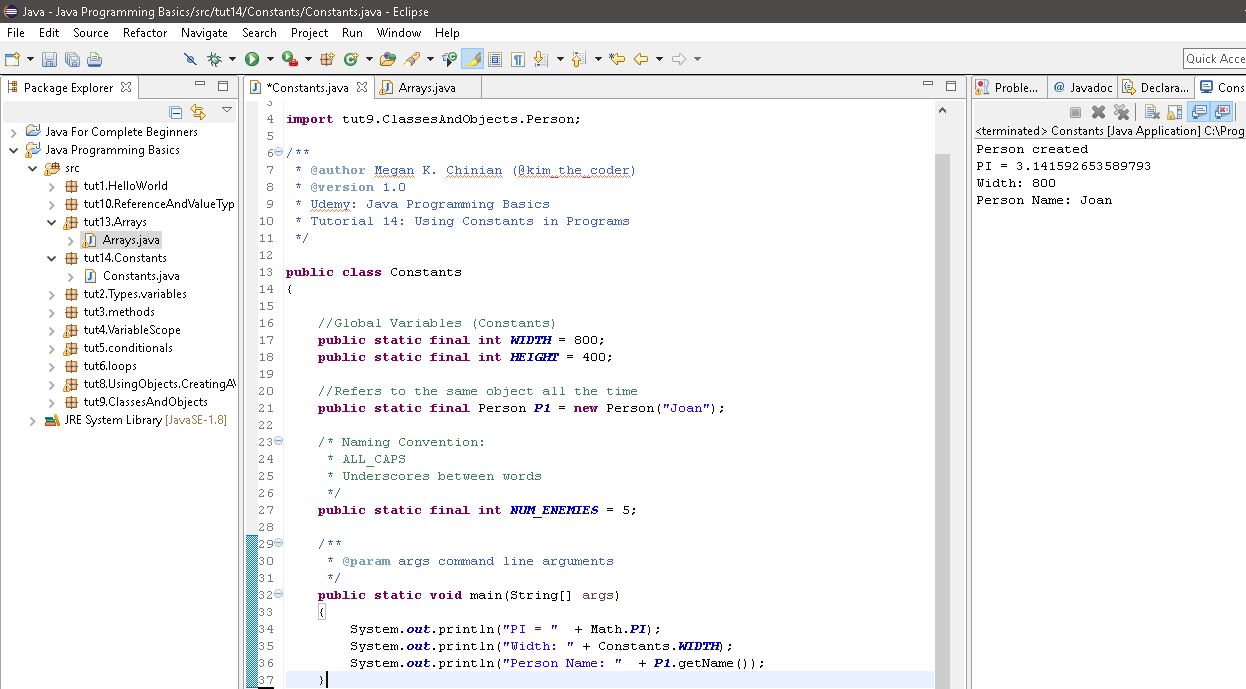 Java - Java Programming Basics/src/tut14/Constants/Constants.java - Eclipse
File Edit Source Refactor Navigate Search Project Run Window Help
Quick Acce
Package Explorer
Java For Complete Beginners
Java Programming Basics
src
tut1.HelloWorld
tut10.ReferenceAndValueTyp
tut13.Arrays
Arrays.java
tut14.Constants
Constants.java
tut2.Types.variables
tut3.methods
tut4.VariableScope
tut5.conditionals
tut6.loops
tut8.UsingObjects.CreatingA
tut9.ClassesAndObjects
JRE System Library [JavaSE-1.8]
*Constants.java Arrays.java
3
4 import tut9.ClassesAndObjects.Person;
5
6 /**
7 * @author Megan K. Chinian (@kim_the_coder)
8 * @version 1.0
9 * Udemy: Java Programming Basics
10 * Tutorial 14: Using Constants in Programs
11 */
12
13 public class Constants
14 {
15
16 //Global Variables (Constants)
17 public static final int WIDTH = 800;
18 public static final int HEIGHT = 400;
19
20 //Refers to the same object all the time
21 public static final Person P1 = new Person("Joan");
22
23 /* Naming Convention:
24 * ALL_CAPS
25 * Underscores between words
26 */
27 public static final int NUM_ENEMIES = 5;
28
29 /**
30 * @param args command line arguments
31 */
32 public static void main(String[] args)
33 {
34 System.out.println("PI = " + Math.PI);
35 System.out.println("Width: " + Constants.WIDTH);
36 System.out.println("Person Name: " + P1.getName());
37 }
Proble... @ Javadoc Declara... Cons
<terminated> Constants [Java Application] C:\Prog
Person created
PI = 3.141592653589793
Width: 800
Person Name: Joan